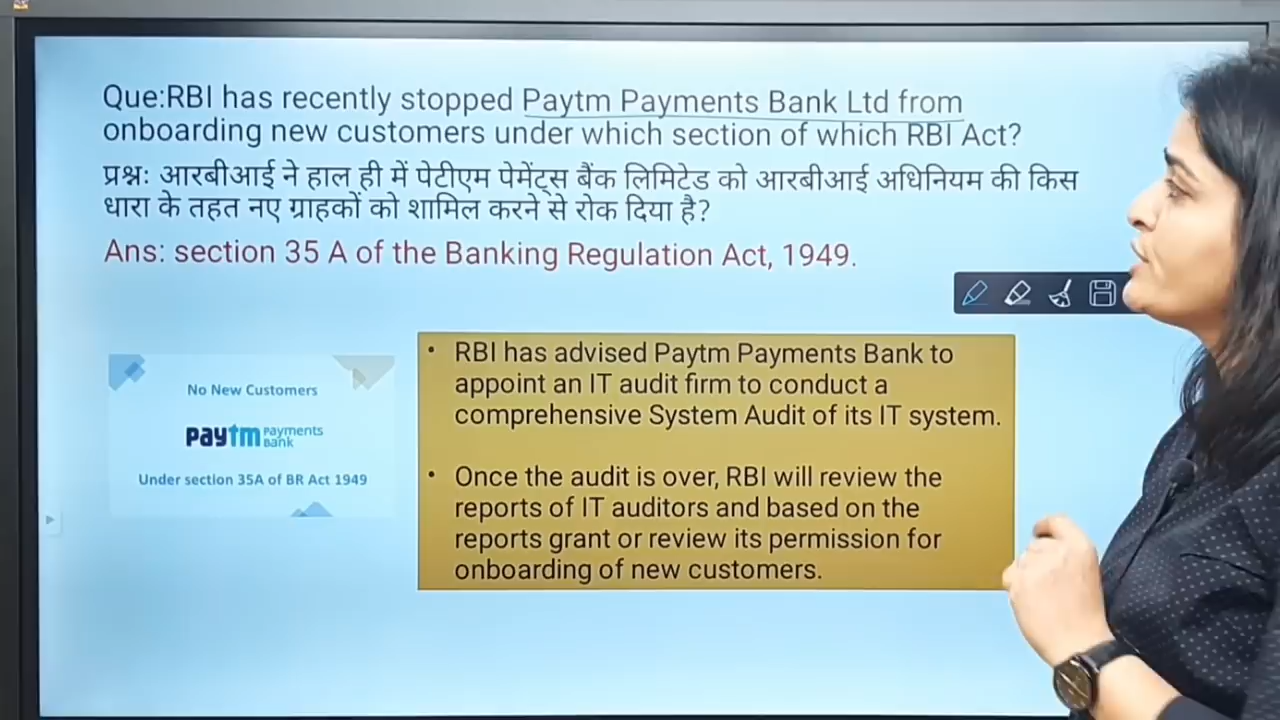 Que:RBI has recently stopped Paytm Payments Bank Ltd from
onboarding new customers under which section of which RBI Act?
प्रश्नः आरबीआई ने हाल ही में पेटीएम पेमेंट्स बैंक लिमिटेड को आरबीआई अधिनियम की किस
धारा के तहत नए ग्राहकों को शामिल करने से रोक दिया है?
Ans: section 35 A of the Banking Regulation Act, 1949.
No New Customers
paytm payments
bank
Under section 35A of BR Act 1949
• RBI has advised Paytm Payments Bank to
appoint an IT audit firm to conduct a
comprehensive System Audit of its IT system.
• Once the audit is over, RBI will review the
reports of IT auditors and based on the
reports grant or review its permission for
onboarding of new customers.